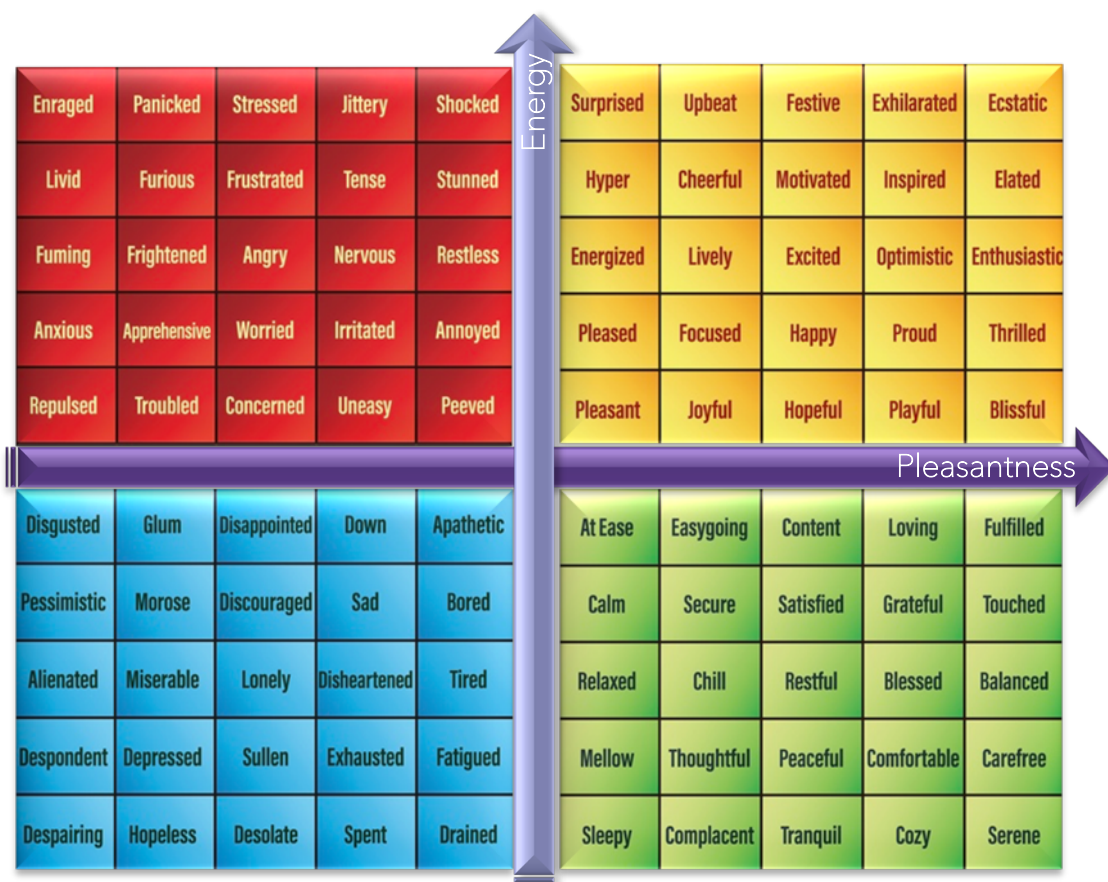 Energy
Enraged Panicked Stressed Jittery Shocked
Livid Furious Frustrated Tense Stunned
Fuming Frightened Angry Nervous Restless
Anxious Apprehensive Worried Irritated Annoyed
Repulsed Troubled Concerned Uneasy Peeved
Surprised Upbeat Festive Exhilarated Ecstatic
Hyper Cheerful Motivated Inspired Elated
Energized Lively Excited Optimistic Enthusiastic
Pleased Focused Happy Proud Thrilled
Pleasant Joyful Hopeful Playful Blissful
Pleasantness
Disgusted Glum Disappointed Down Apathetic
Pessimistic Morose Discouraged Sad Bored
Alienated Miserable Lonely Disheartened Tired
Despondent Depressed Sullen Exhausted Fatigued
Despairing Hopeless Desolate Spent Drained
At Ease Easygoing Content Loving Fulfilled
Calm Secure Satisfied Grateful Touched
Relaxed Chill Restful Blessed Balanced
Mellow Thoughtful Peaceful Comfortable Carefree
Sleepy Complacent Tranquil Cozy Serene